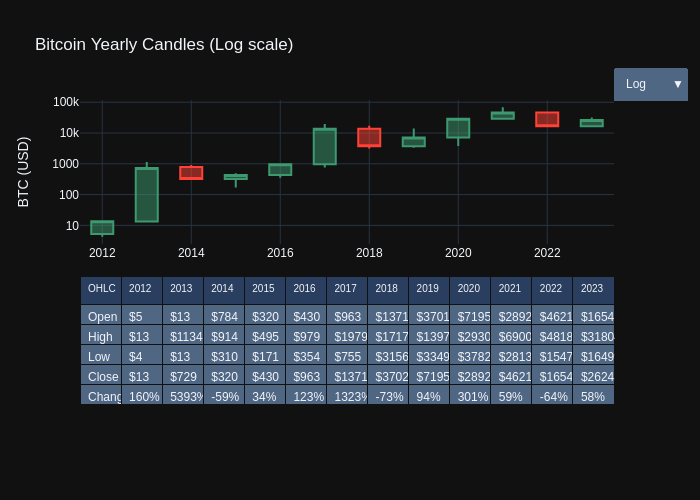 Bitcoin Yearly Candles (Log scale)
Log ▼
100k
10k
1000
100
10
BTC (USD)
2012 2014 2016 2018 2020 2022
OHLC 2012 2013 2014 2015 2016 2017 2018 2019 2020 2021 2022 2023
Open $5 $13 $784 $320 $430 $963 $1371 $3701 $7195 $2892 $4621 $1654
High $13 $1134 $914 $495 $979 $1979 $1717 $1397 $2930 $6900 $4818 $3180
Low $4 $13 $310 $171 $354 $755 $3156 $3349 $3782 $2813 $1547 $1649
Close $13 $729 $320 $430 $963 $1371 $3702 $7195 $2892 $4621 $1654 $2624
Chang 160% 5393% -59% 34% 123% 1323% -73% 94% 301% 59% -64% 58%